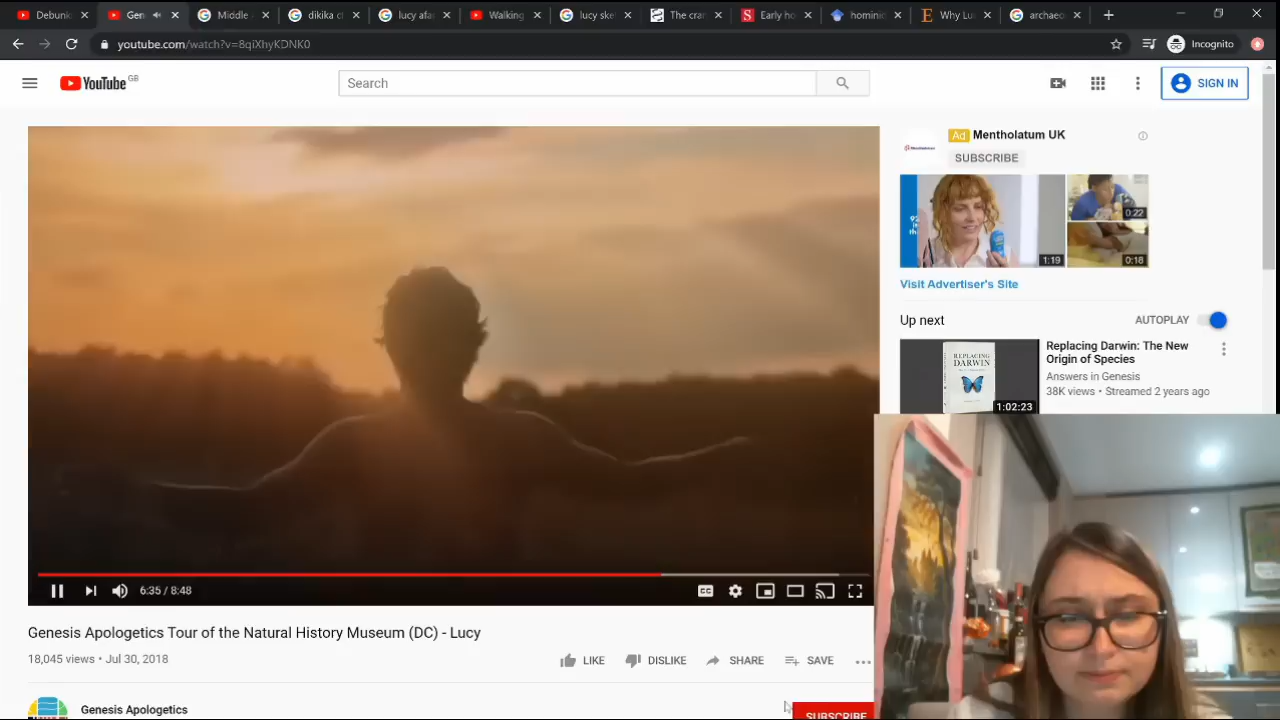 Debunki
Gen
Middle
dikika c
lucy afa
Walking
lucy ske
The cra
Early ho
hominic
Why Lu
archaeo
youtube.com/watch?v=8qiXhyKDNK0
Incognito
YouTube GB
Search
SIGN IN
Ad Mentholatum UK
SUBSCRIBE
0:22
1:19
0:18
Visit Advertiser's Site
Up next
AUTOPLAY
REPLACING
DARWIN
1:02:23
Replacing Darwin: The New
Origin of Species
Answers in Genesis
38K views • Streamed 2 years ago
6:35 / 8:48
Genesis Apologetics Tour of the Natural History Museum (DC) - Lucy
18,045 views • Jul 30, 2018
LIKE
DISLIKE
SHARE
SAVE
Genesis Apologetics
SUBSCRIBE